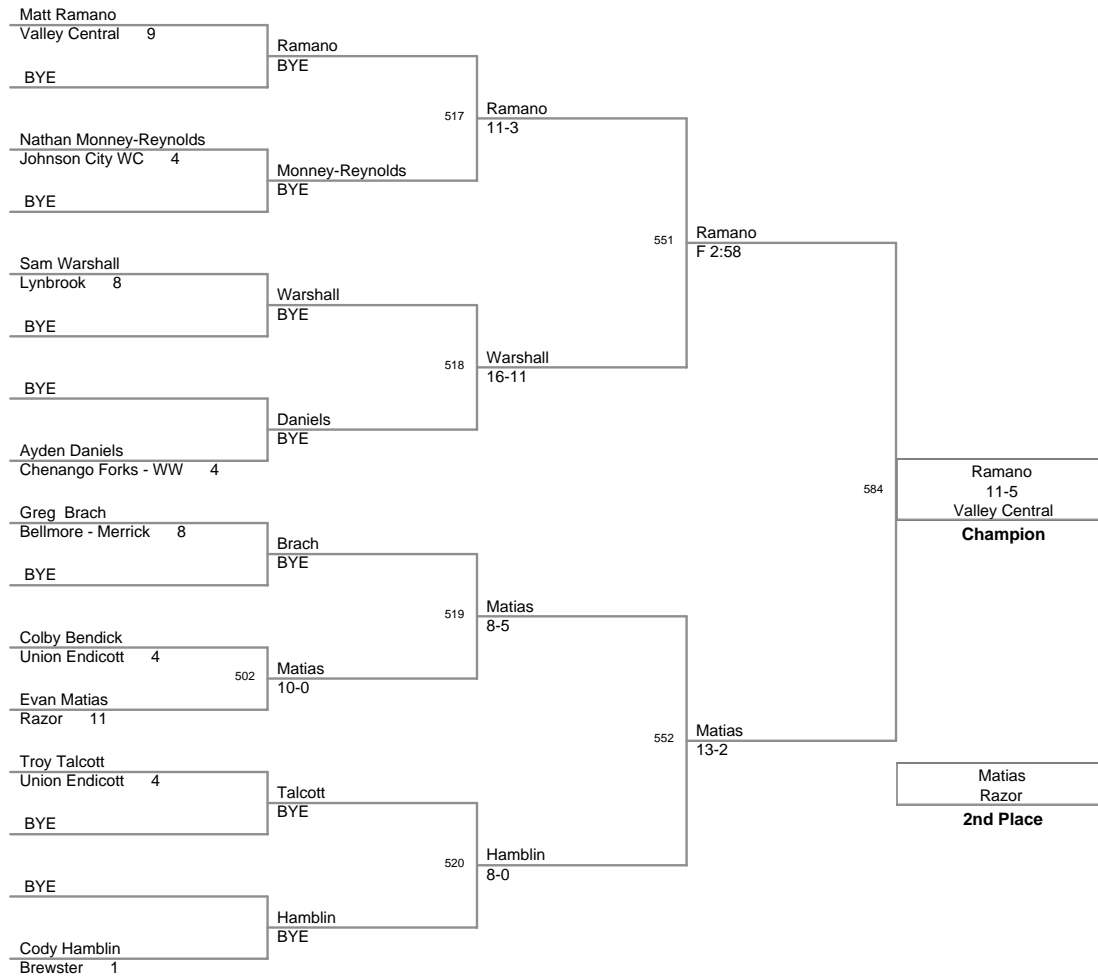 Matt Ramano
Valley Central 9
BYE
Nathan Monney-Reynolds
Johnson City WC 4
BYE
Sam Warshall
Lynbrook 8
BYE
BYE
Ayden Daniels
Chenango Forks - WW 4
Greg Brach
Bellmore - Merrick 8
BYE
Colby Bendick
Union Endicott 4
502
Evan Matias
Razor 11
Troy Talcott
Union Endicott 4
BYE
BYE
Cody Hamblin
Brewster 1
Ramano
BYE
517
Monney-Reynolds
BYE
Warshall
BYE
518
Daniels
BYE
Brach
BYE
519
Matias
10-0
Talcott
BYE
520
Hamblin
BYE
Ramano
11-3
551
Warshall
16-11
Matias
8-5
552
Hamblin
8-0
Ramano
F 2:58
584
Matias
13-2
Ramano
11-5
Valley Central
Champion
Matias
Razor
2nd Place